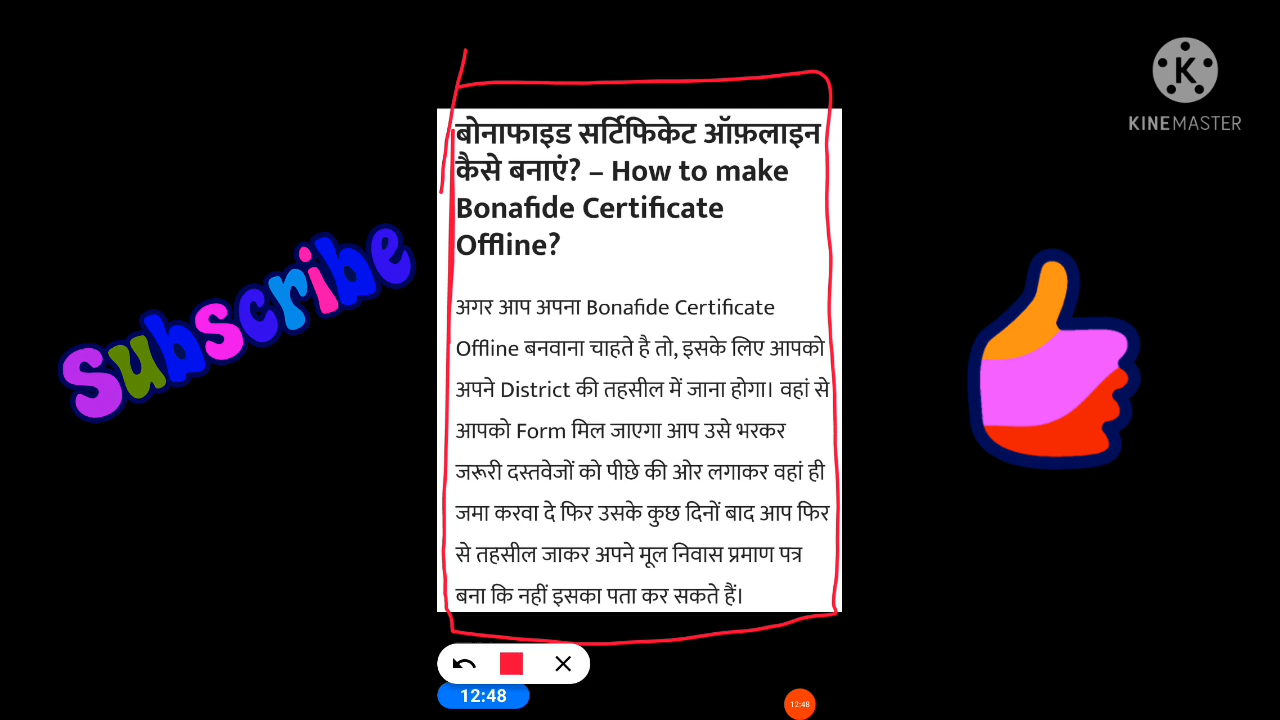 KINEMASTER
बोनाफाइड सर्टिफिकेट ऑफ़लाइन
कैसे बनाएं? – How to make
Bonafide Certificate
Offline?
Subscribe
अगर आप अपना Bonafide Certificate
Offline बनवाना चाहते है तो, इसके लिए आपको
अपने District की तहसील में जाना होगा। वहां से
आपको Form मिल जाएगा आप उसे भरकर
जरूरी दस्तवेजों को पीछे की ओर लगाकर वहां ही
जमा करवा दे फिर उसके कुछ दिनों बाद आप फिर
से तहसील जाकर अपने मूल निवास प्रमाण पत्र
बना कि नहीं इसका पता कर सकते हैं।
12:48
12:48